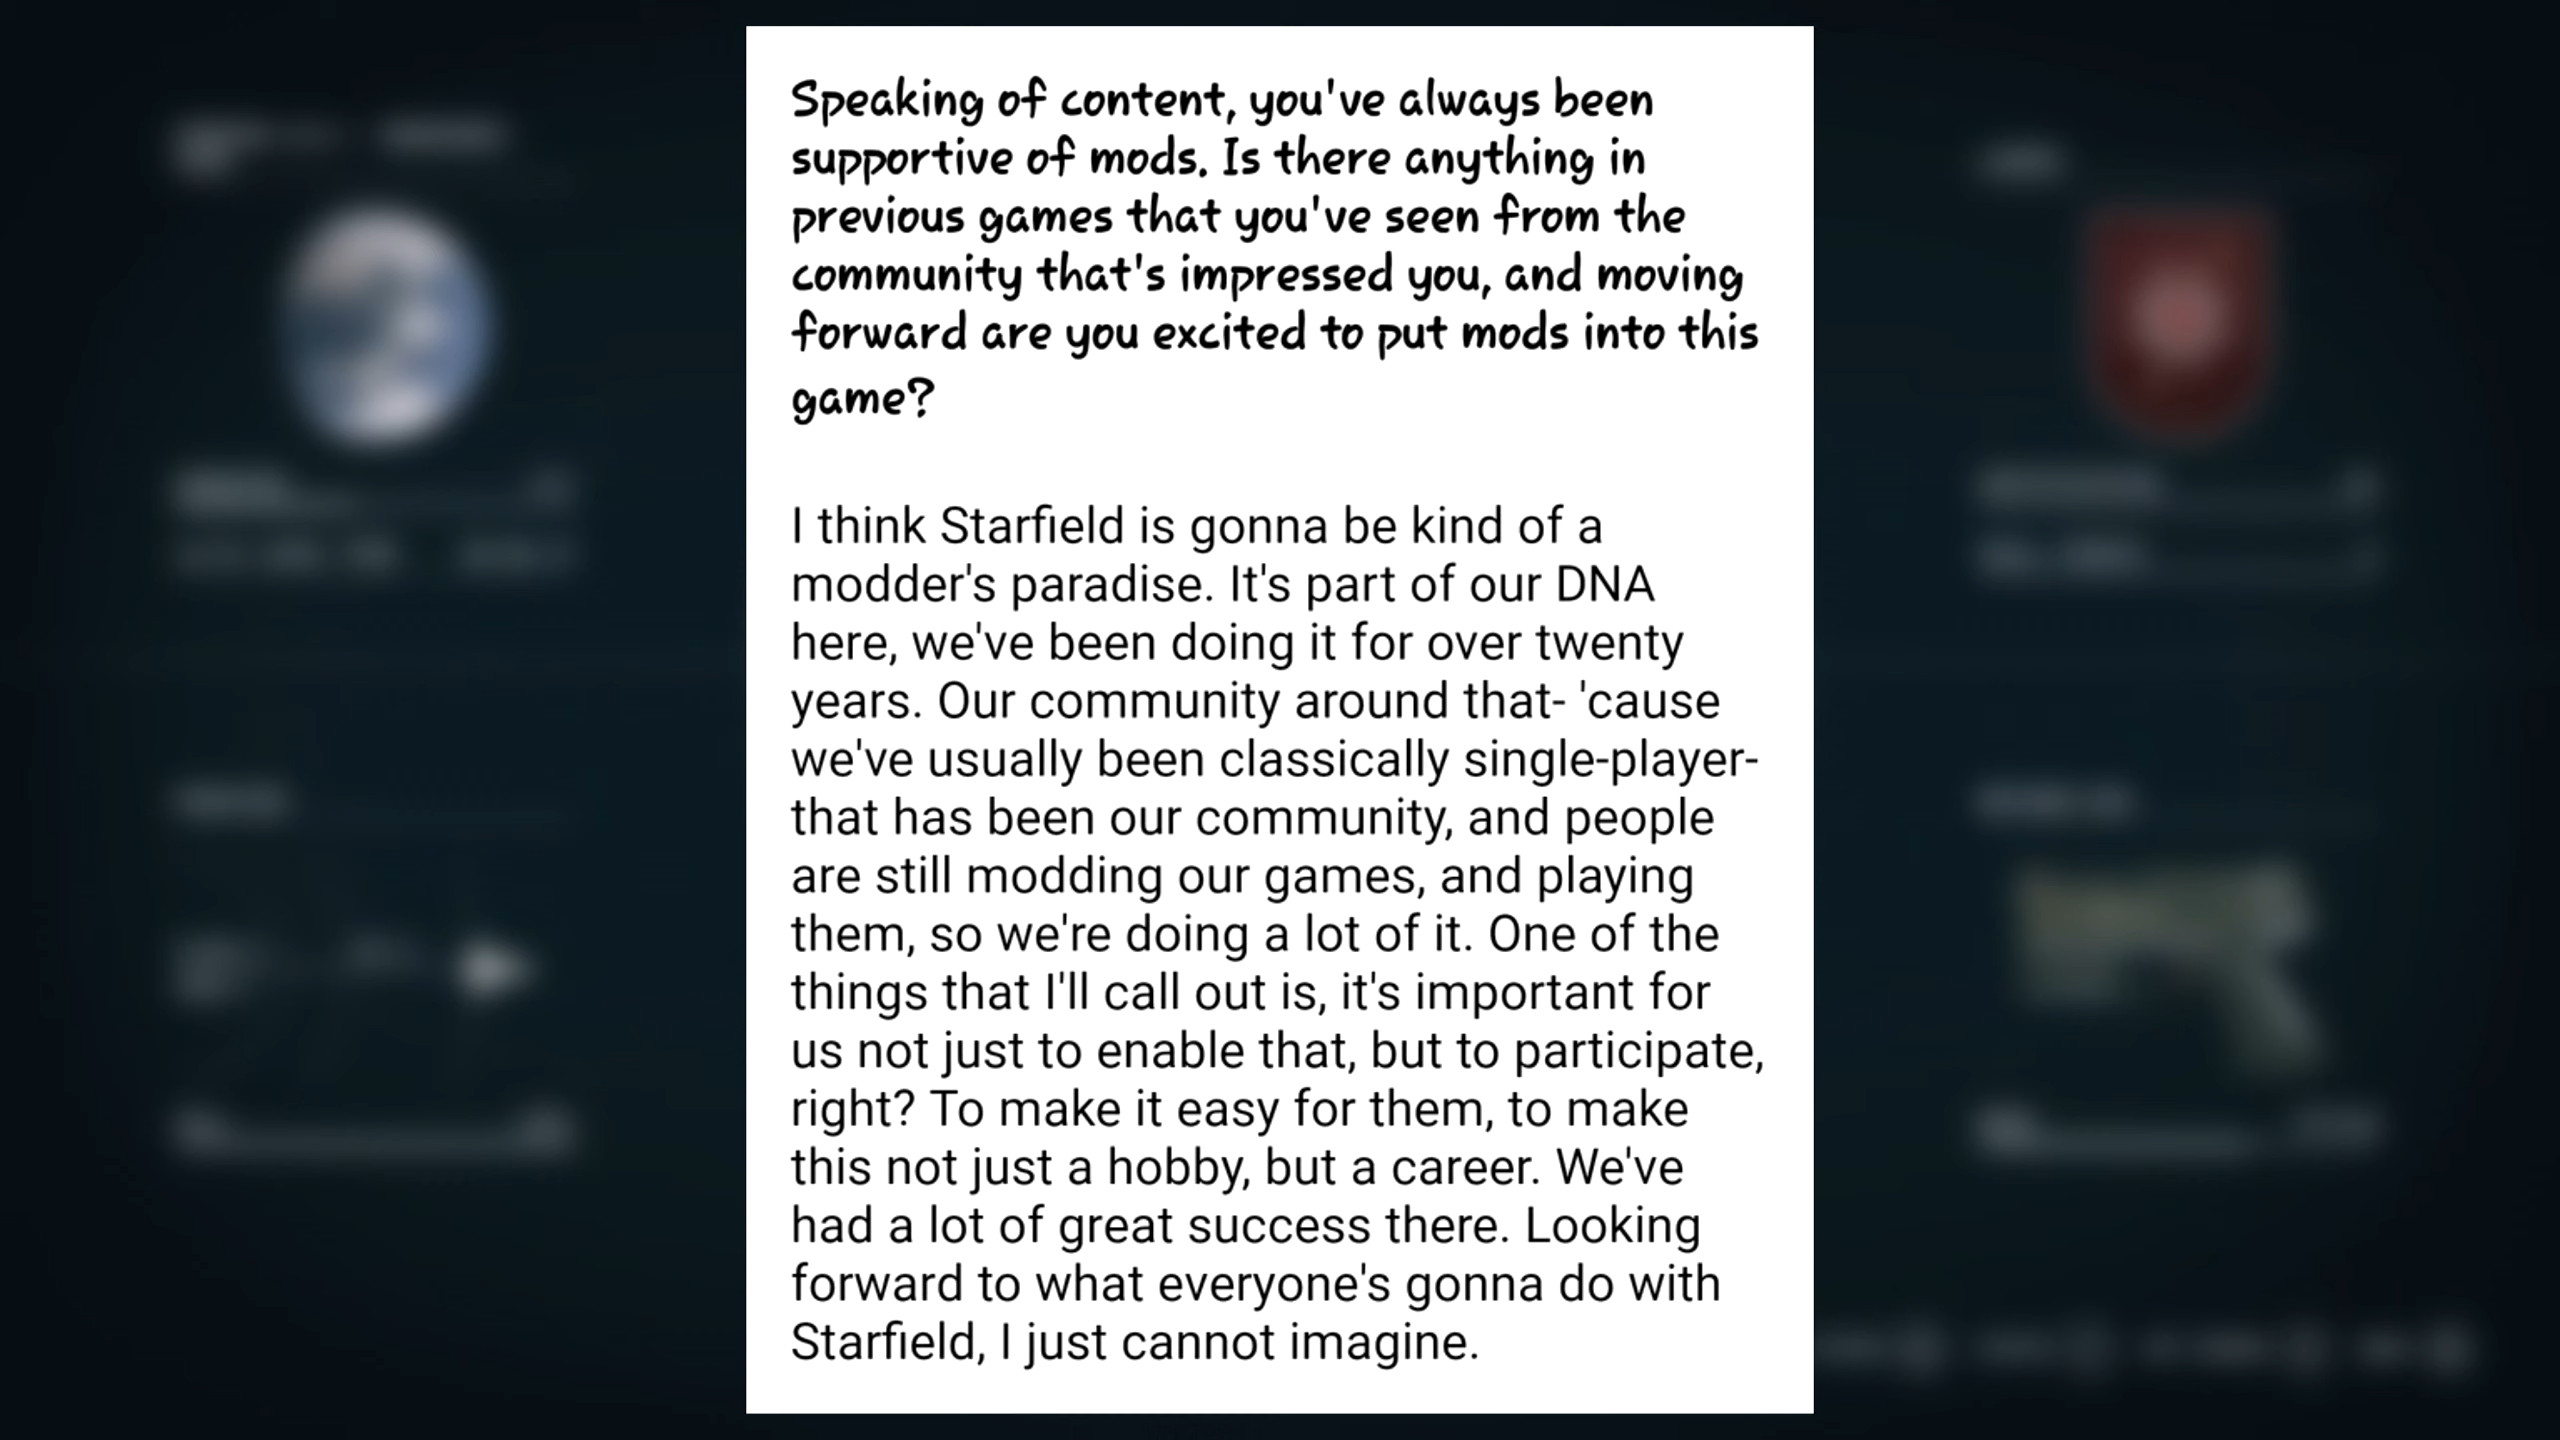 Speaking of content, you've always been
supportive of mods. Is there anything in
previous games that you've seen from the
community that's impressed you, and moving
forward are you excited to put mods into this
game?
I think Starfield is gonna be kind of a
modder's paradise. It's part of our DNA
here, we've been doing it for over twenty
years. Our community around that- 'cause
we've usually been classically single-player-
that has been our community, and people
are still modding our games, and playing
them, so we're doing a lot of it. One of the
things that I'll call out is, it's important for
us not just to enable that, but to participate,
right? To make it easy for them, to make
this not just a hobby, but a career. We've
had a lot of great success there. Looking
forward to what everyone's gonna do with
Starfield, I just cannot imagine.